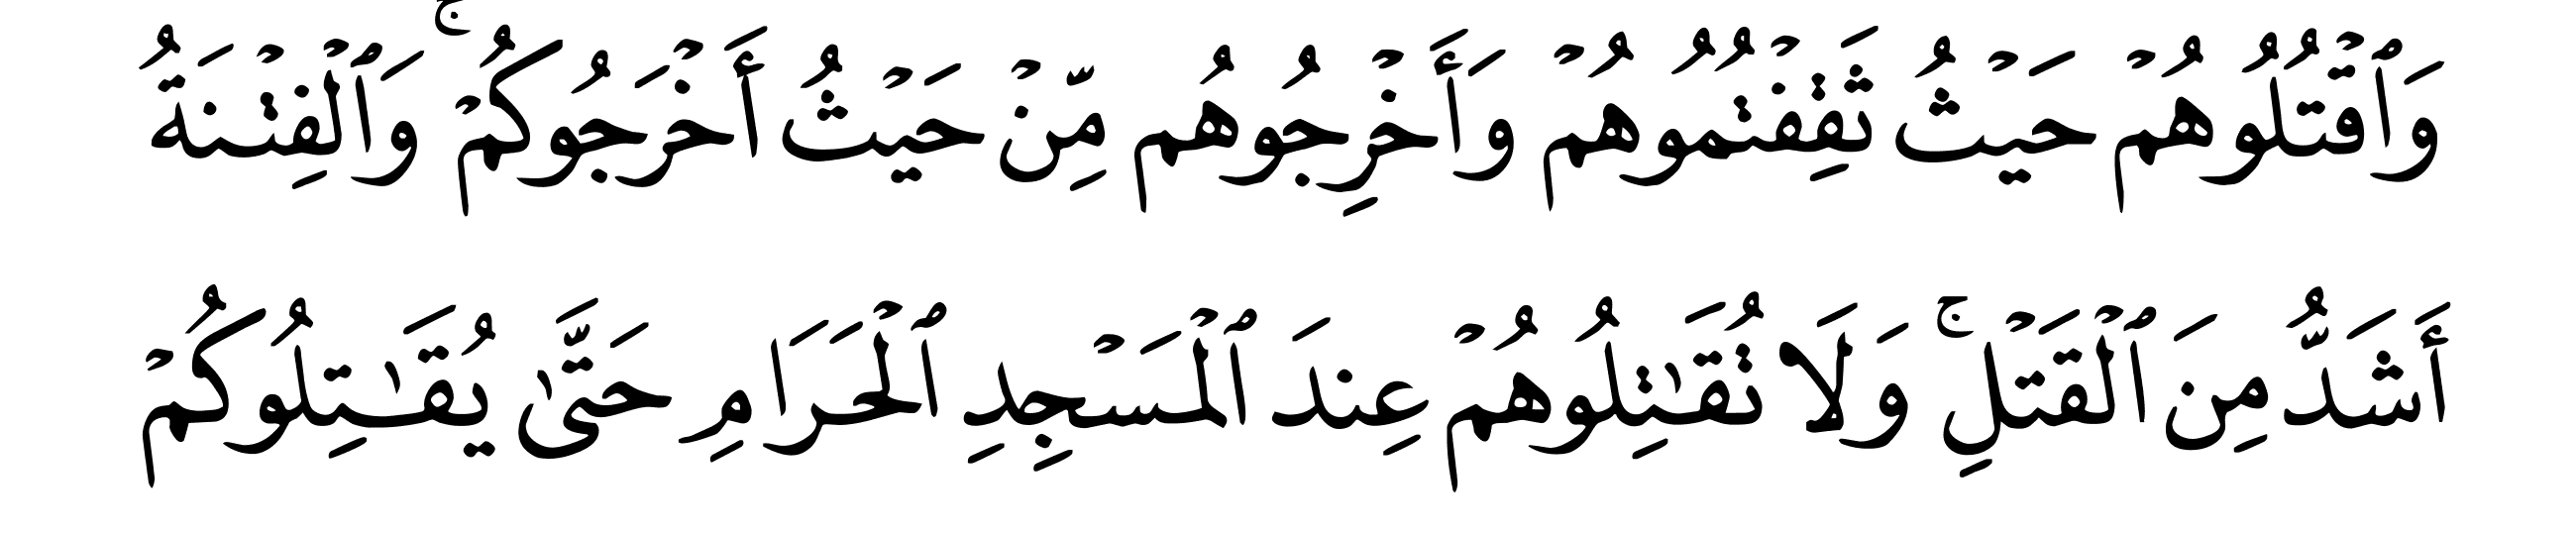 وَٱقۡتُلُوهُمۡ حَيۡثُ ثَقِفۡتُمُوهُمۡ وَأَخۡرِجُوهُم مِّنۡ حَيۡثُ أَخۡرَجُوكُمۡۚ وَٱلۡفِتۡنَةُ
أَشَدُّ مِنَ ٱلۡقَتۡلِۚ وَلَا تُقَٰتِلُوهُمۡ عِندَ ٱلۡمَسۡجِدِ ٱلۡحَرَامِ حَتَّىٰ يُقَٰتِلُوكُمۡ